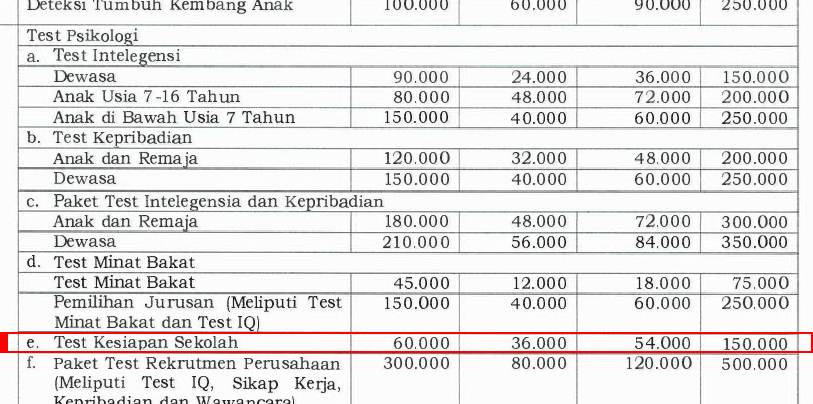 Deteksi Tumbuh Kembang Anak 100.000 60.000 90.000 250.000
Test Psikologi
a. Test Intelegensi
Dewasa 90.000 24.000 36.000 150.000
Anak Usia 7-16 Tahun 80.000 48.000 72.000 200.000
Anak di Bawah Usia 7 Tahun 150.000 40.000 60.000 250.000
b. Test Kepribadian
Anak dan Remaja 120.000 32.000 48.000 200.000
Dewasa 150.000 40.000 60.000 250.000
c. Paket Test Intelegensia dan Kepribadian
Anak dan Remaja 180.000 48.000 72.000 300.000
Dewasa 210.000 56.000 84.000 350.000
d. Test Minat Bakat
Test Minat Bakat 45.000 12.000 18.000 75.000
Pemilihan Jurusan (Meliputi Test 150.000 40.000 60.000 250.000
Minat Bakat dan Test IQ)
e. Test Kesiapan Sekolah 60.000 36.000 54.000 150.000
f. Paket Test Rekrutmen Perusahaan 300.000 80.000 120.000 500.000
(Meliputi Test IQ, Sikap Kerja,
Kepribadian dan Wawancara)